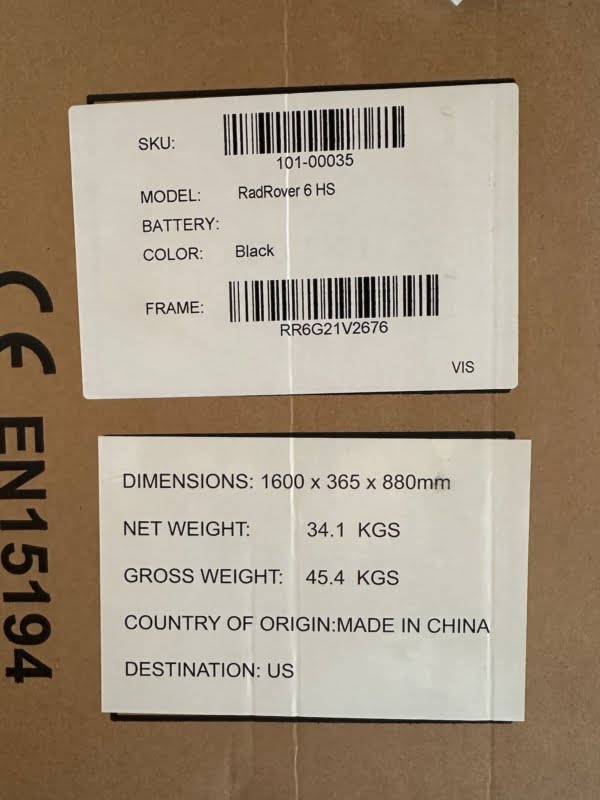 SKU:
101-00035
MODEL: RadRover 6 HS
BATTERY:
COLOR: Black
FRAME:
RR6G21V2676
VIS
DIMENSIONS: 1600 x 365 x 880mm
NET WEIGHT: 34.1 KGS
GROSS WEIGHT: 45.4 KGS
COUNTRY OF ORIGIN:MADE IN CHINA
DESTINATION: US
CE EN15194